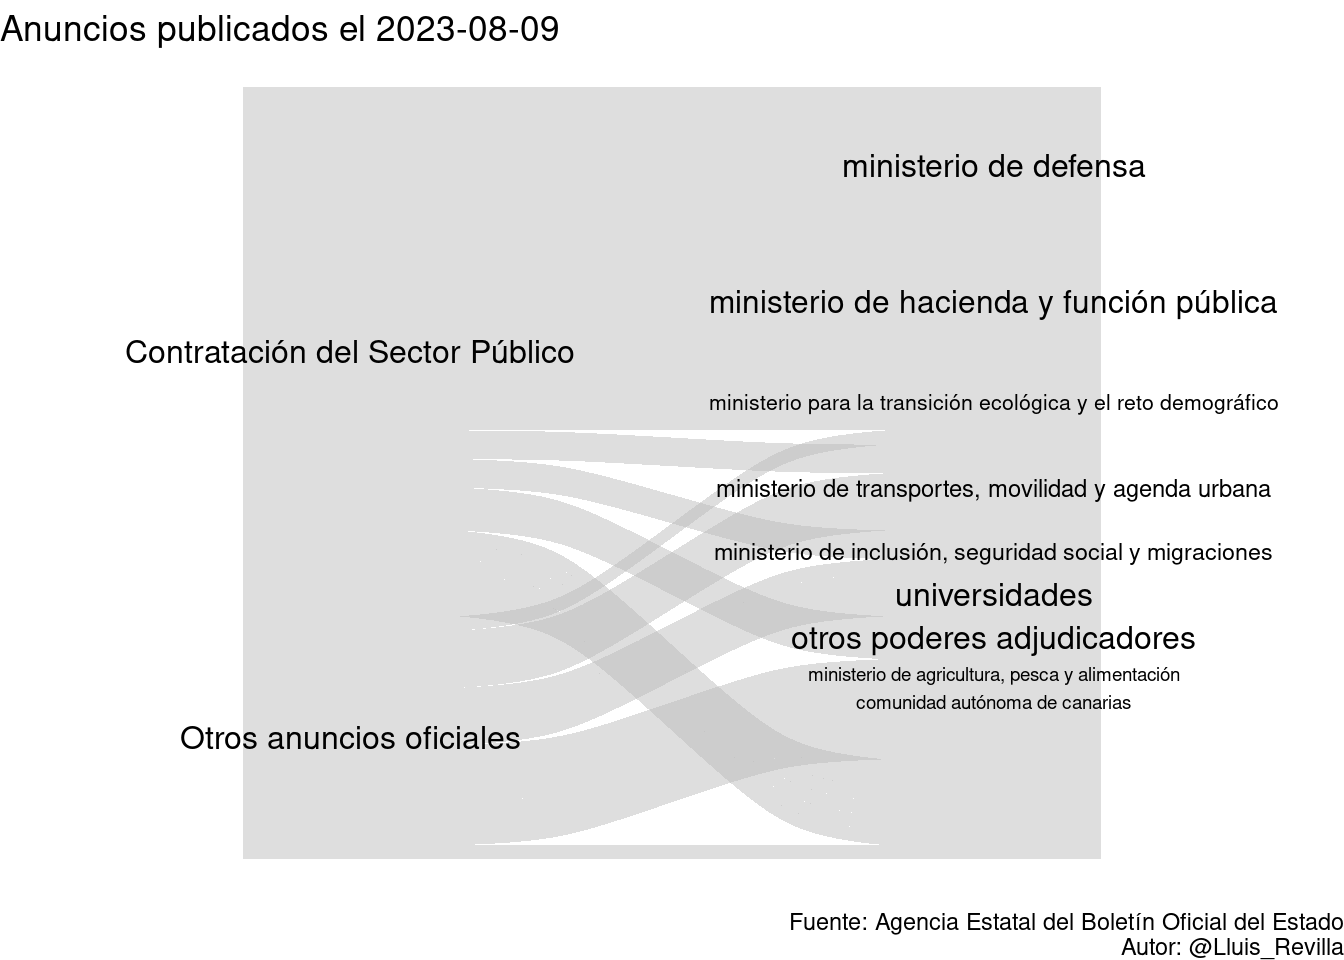 Anuncios publicados el 2023-08-09
ministerio de defensa
ministerio de hacienda y función pública
Contratación del Sector Público
ministerio para la transición ecológica y el reto demográfico
ministerio de transportes, movilidad y agenda urbana
ministerio de inclusión, seguridad social y migraciones
universidades
otros poderes adjudicadores
ministerio de agricultura, pesca y alimentación
comunidad autónoma de canarias
Otros anuncios oficiales
Fuente: Agencia Estatal del Boletín Oficial del Estado
Autor: @Lluis_Revilla